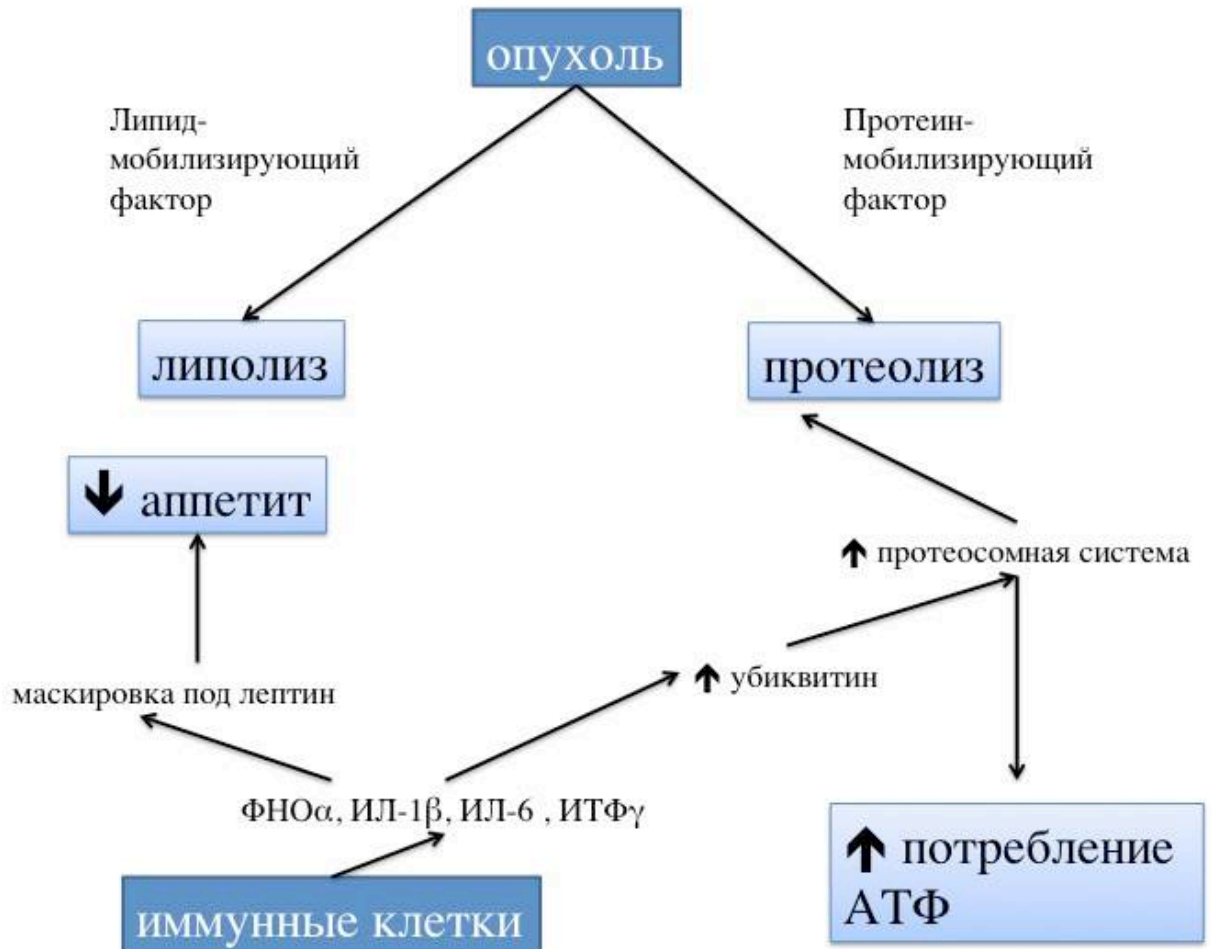 опухоль
Липид-
мобилизирующий
фактор
Протеин-
мобилизирующий
фактор
липолиз
протеолиз
🡻 аппетит
🡹 протеосомная система
🡹 убиквитин
маскировка под лептин
ФНОα, ИЛ-1β, ИЛ-6 , ИТФγ
🡹 потребление
АТФ
иммунные клетки